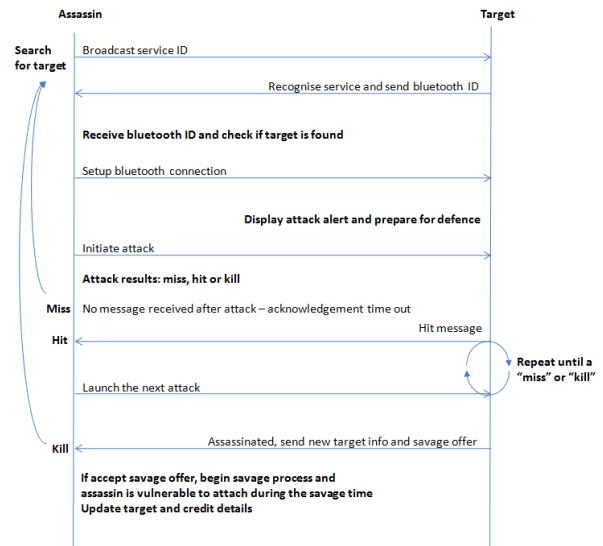 Assassin
Target
Search
for target
Broadcast service ID
Recognise service and send bluetooth ID
Receive bluetooth ID and check if target is found
Setup bluetooth connection
Display attack alert and prepare for defence
Initiate attack
Attack results: miss, hit or kill
Miss
No message received after attack – acknowledgement time out
Hit message
Hit
Repeat until a
"miss" or "kill"
Launch the next attack
Assassinated, send new target info and savage offer
Kill
If accept savage offer, begin savage process and
assassin is vulnerable to attach during the savage time
Update target and credit details